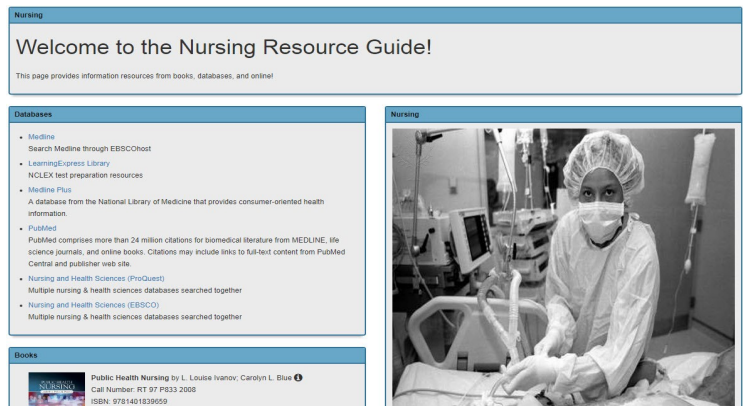 Nursing
Welcome to the Nursing Resource Guide!
This page provides information resources from books, databases, and online!
Databases
Medline
Search Medline through EBSCOhost
LearningExpress Library
NCLEX test preparation resources
Medline Plus
A database from the National Library of Medicine that provides consumer-oriented health
information.
PubMed
PubMed comprises more than 24 million citations for biomedical literature from MEDLINE, life
science journals, and online books. Citations may include links to full-text content from PubMed
Central and publisher web site.
Nursing and Health Sciences (ProQuest)
Multiple nursing & health sciences databases searched together
Nursing and Health Sciences (EBSCO)
Multiple nursing & health sciences databases searched together
Books
PUBLIC HEALTH
NURSING
Public Health Nursing by L. Louise Ivanov; Carolyn L. Blue
Call Number: RT 97 P833 2008
ISBN: 9781401839659
Nursing